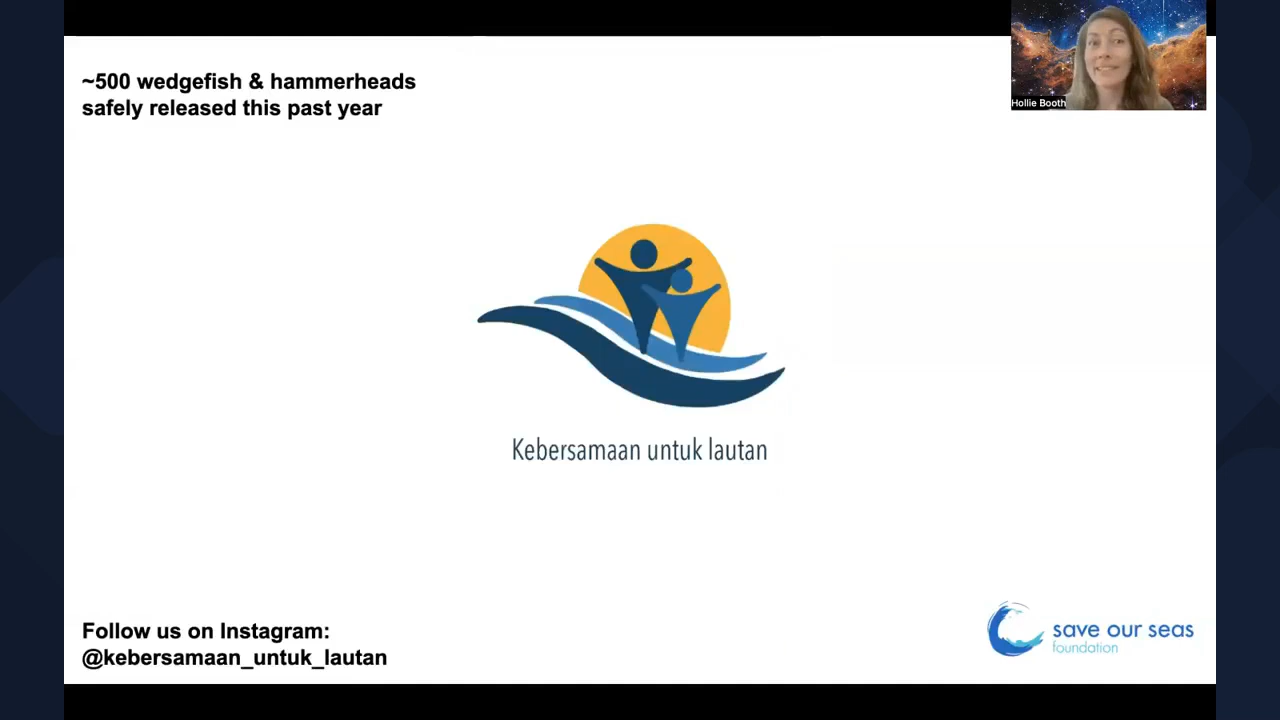 ~500 wedgefish & hammerheads
safely released this past year
Hollie Booth
Kebersamaan untuk lautan
Follow us on Instagram:
@kebersamaan_untuk_lautan
save our seas
foundation